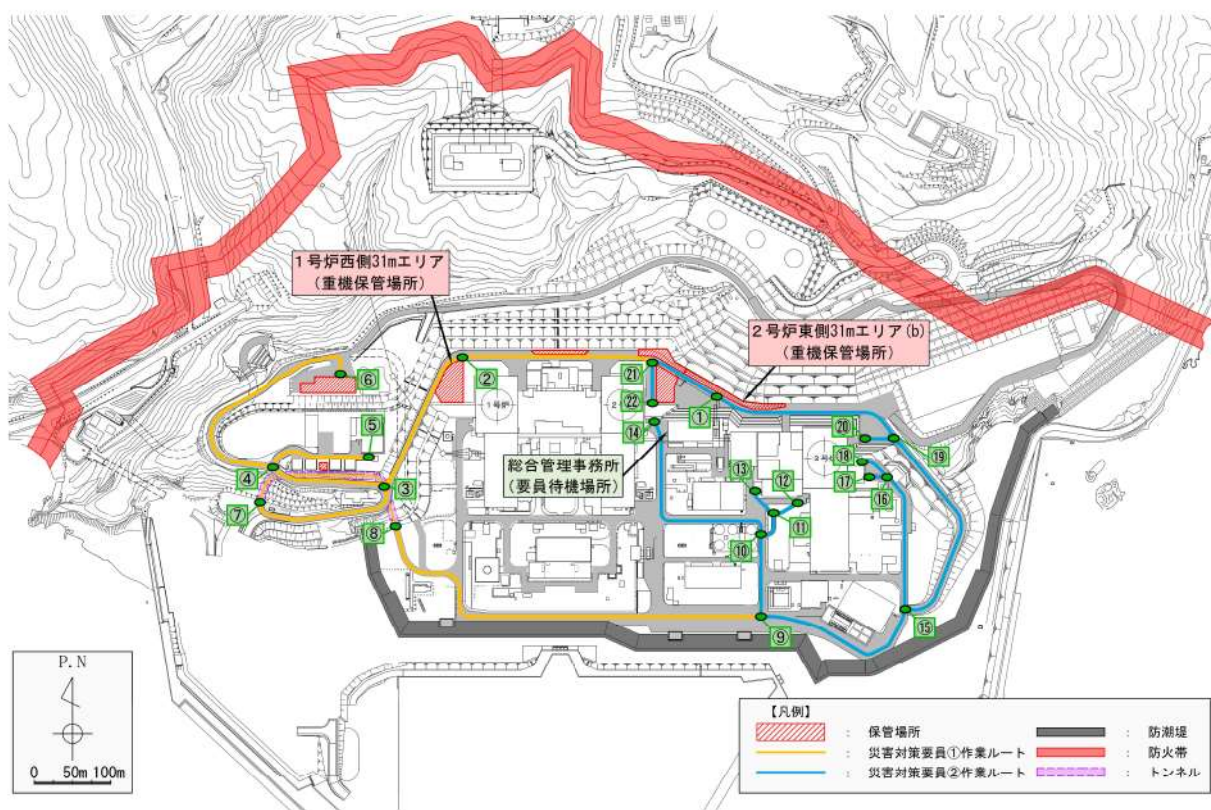 1号炉西側31mエリア
(重機保管場所)
2号炉東側31mエリア(b)
(重機保管場所)
⑥
②
㉑
1号炉
㉒
①
⑤
⑭
⑳
⑲
総合管理事務所
(要員待機場所)
④
⑬
⑫
⑱
⑰
⑯
③
⑦
⑧
⑩
⑪
⑨
⑮
P.N
0 50m 100m
【凡例】
: 保管場所
: 防潮堤
: 災害対策要員①作業ルート
: 防火帯
: 災害対策要員②作業ルート
: トンネル